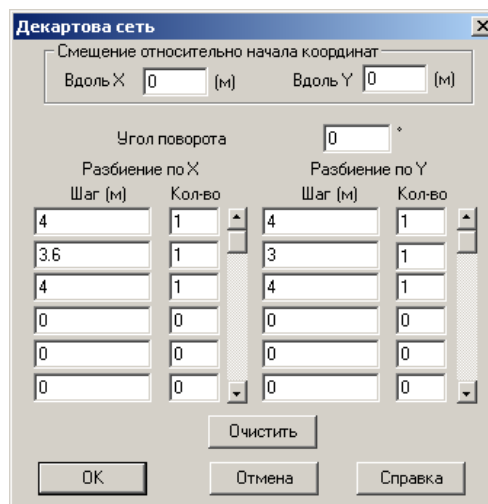 Декартова сеть
Смещение относительно начала координат
Вдоль X 0 (м) Вдоль Y 0 (м)
Угол поворота 0 °
Разбиение по X Разбиение по Y
Шаг (м) Кол-во Шаг (м) Кол-во
4 1 4 1
3.6 1 3 1
4 1 4 1
0 0 0 0
0 0 0 0
0 0 0 0
Очистить
OK Отмена Справка